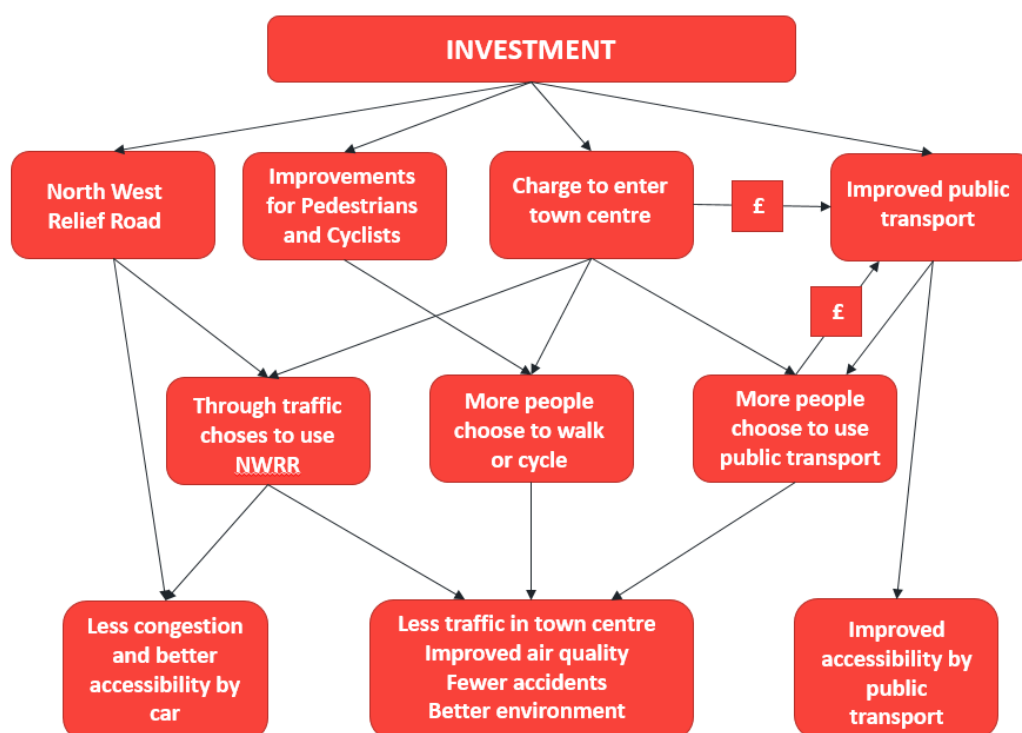 INVESTMENT
North West
Relief Road
Improvements
for Pedestrians
and Cyclists
Charge to enter
town centre
£
Improved public
transport
£
Through traffic
choses to use
NWRR
More people
choose to walk
or cycle
More people
choose to use
public transport
Less congestion
and better
accessibility by
car
Less traffic in town centre
Improved air quality
Fewer accidents
Better environment
Improved
accessibility by
public
transport